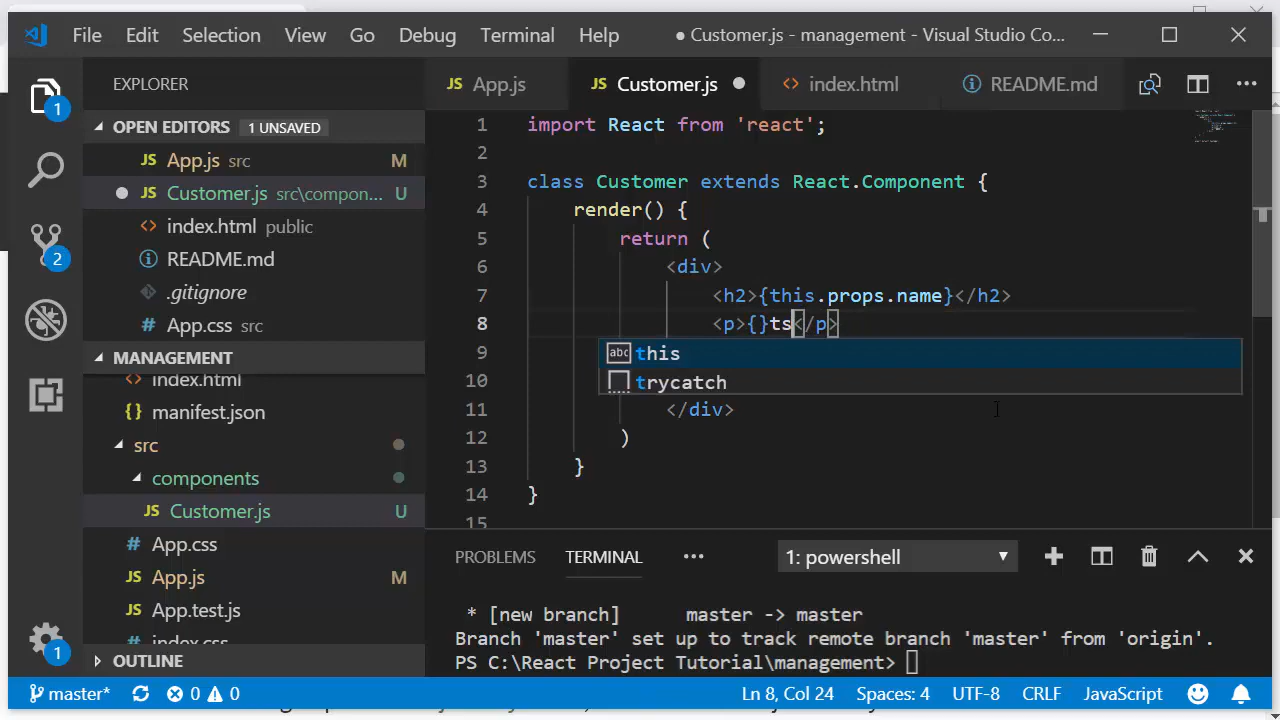 File Edit Selection View Go Debug Terminal Help ● Customer.js - management - Visual Studio Co...
EXPLORER
JS App.js JS Customer.js ● <> index.html README.md ...
OPEN EDITORS 1 UNSAVED
JS App.js src M
● JS Customer.js src\compon... U
<> index.html public
README.md
.gitignore
# App.css src
MANAGEMENT
<> index.html
{} manifest.json
src
components
JS Customer.js U
# App.css
JS App.js M
JS App.test.js
index.css
OUTLINE
1 import React from 'react';
2
3 class Customer extends React.Component {
4 render() {
5 return (
6 <div>
7 <h2>{this.props.name}</h2>
8 <p>{}ts</p>
9 abc this
10 trycatch
11 </div>
12 )
13 }
14 }
15
PROBLEMS TERMINAL ... 1: powershell
* [new branch] master -> master
Branch 'master' set up to track remote branch 'master' from 'origin'.
PS C:\React Project Tutorial\management>
1
2
1
master* 0 0 Ln 8, Col 24 Spaces: 4 UTF-8 CRLF JavaScript